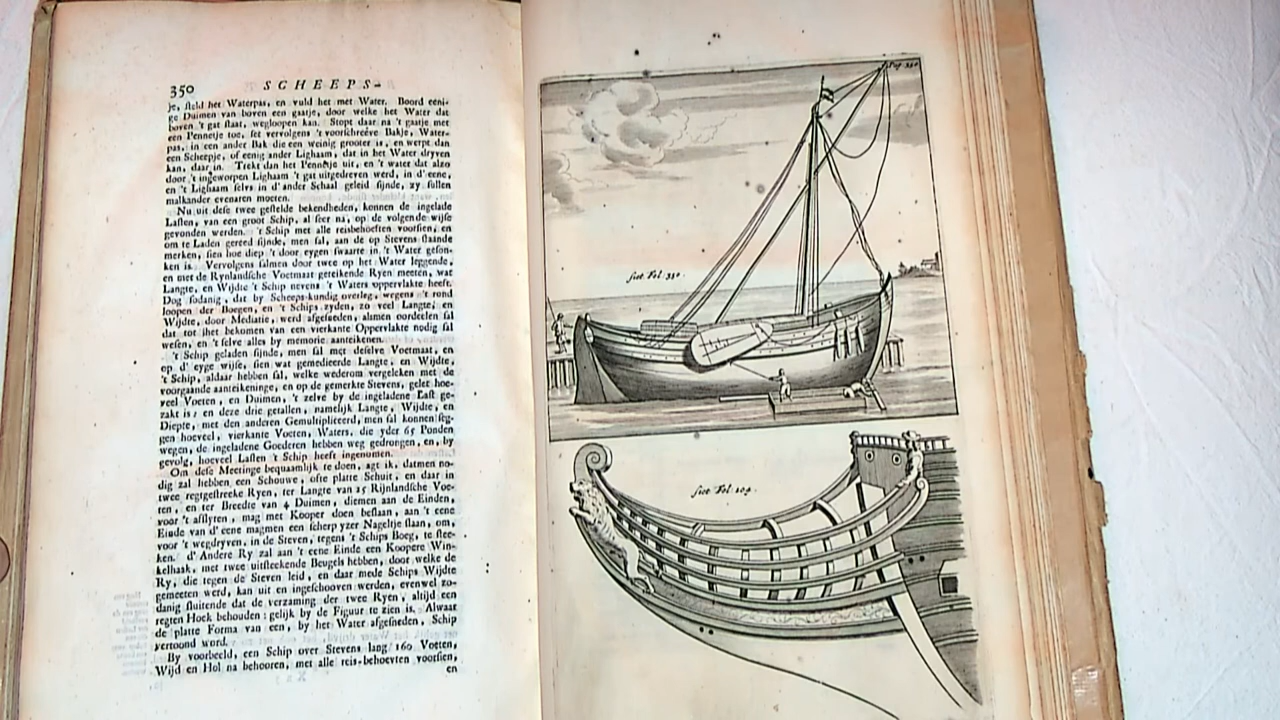 350 SCHEEPS-
je, steld het Waterpas, en vuld het met Water. Boord eeni-
ge Duimen van boven een gaatje, door welke het Water dat
boven 't gat staat, wegloopen kan. Stopt daar na 't gaatje met
een Pennetje toe, set vervolgens 't voorschreve Bakje, Water-
pas, in een ander Bak die een weinig grooter is, en werpt dan
een Scheepje, of eenig ander Lighaam, dat in het Water dryven
kan, daar in. Trekt dan het Pennetje uit, en 't water dat alzo
door 't ingeworpen Lighaam 't gat uitgedreven werd, in d'eene,
en 't Lighaam selvs in d'ander Schaal geleid sijnde, zy sullen
malkander evenaren moeten.
Nu uit dese twee gestelde bekendheden, konnen de ingelade
Lasten, van een groot Schip, al seer na, op de volgende wijse
gevonden werden. 't Schip met alle reisbehoeften voorsien, en
om te Laden gereed sijnde, men sal, aan de op Stevens staande
merken, sien hoe diep 't door eygen swaarte in 't Water geson-
ken is. Vervolgens salmen door twee op het Water leggende,
en met de Rynlandsche Voetmaat getekende Ryen meeten, wat
Langte, en Wijdte 't Schip nevens 't Waters oppervlakte heeft.
Dog sodanig, dat by Scheeps-kundig overleg, wegens 't rond
loopen der Boegen, en 't Schips zyden, zo veel Langte, en
Wijdte, door Mediatie, werd afgesneden, alsmen oordeelen sal
dat tot het bekomen van een vierkante Oppervlakte nodig sal
wesen, en 't selve alles by memorie aanteikenen.
't Schip geladen sijnde, men sal met deselve Voetmaat, en
op d' eyge wijse, sien wat gemedieerde Langte, en Wijdte,
't Schip, aldaar hebben sal, welke wederom vergeleken met de
voorgaande aanteikeninge, en op de gemerkte Stevens, gelet hoe-
veel Voeten, en Duimen, 't zelve by de ingeladene Last ge-
zakt is; en deze drie getallen, namelijk Langte, Wijdte, en
Diepte, met den anderen Gemultipliceerd, men sal konnen seg-
gen hoeveel, vierkante Voeten, Waters, die yder 65 Ponden
wegen, de ingeladene Goederen hebben weg gedrongen, en, by
gevolg, hoeveel Lasten 't Schip heeft ingenumen.
Om dese Meetinge bequaamlijk te doen, agt ik, datmen no-
dig zal hebben, een Schouwe, ofte platte Schuit, en daar in
twee regtgestreeke Ryen, ter Langte van 25 Rijnlandsche Voe-
ten, en ter Breedte van 4 Duimen, diemen aan de Einden,
voor 't afslyten, mag met Koper doen beslaan, aan 't eene
Einde van d'eene magmen een scherp yzer Nageltje slaan, om,
voor 't wegdryven, in de Steven, tegens 't Schips Boeg, te stee-
ken. d'Andere Ry zal aan 't eene Einde een Koopere Win-
kelhaak, met twee uitsteekende Beugels hebben, door welke de
Ry, die tegen de Steven leid, en daar mede Schips Wijdte
gemeeten werd, kan uit en ingeschooven werden, evenwel zo-
danig sluitende dat de verzaming der twee Ryen, altijd een
regten Hoek behouden: gelijk by de Figuur te zien is. Alwaar
de platte Forma van een, by het Water afgesneden, Schip
vertoond word.
By voorbeeld, een Schip over Stevens lang 160 Voeten,
Wijd en Hol na behooren, met alle reis-behoevten voorsien,
en
Pag. 350
siet Fol. 350.
siet Fol. 104.